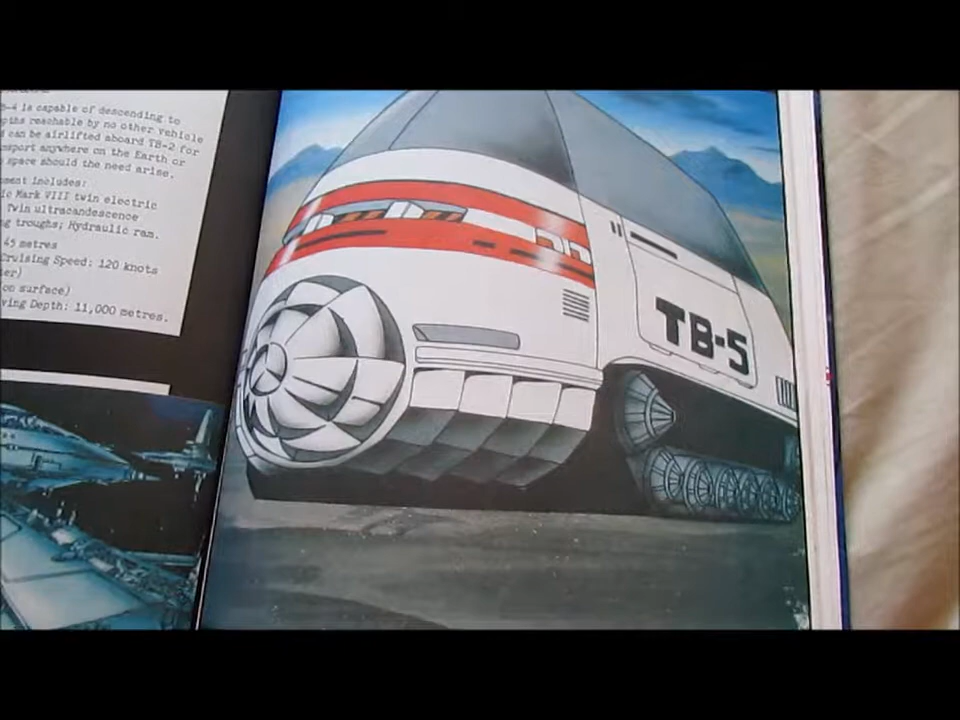 B-4 is capable of descending to
pths reachable by no other vehicle
can be airlifted aboard TB-2 for
nsport anywhere on the Earth or
space should the need arise.
ment includes:
ic Mark VIII twin electric
Twin ultracandescence
ng troughs; Hydraulic ram.
45 metres
Cruising Speed: 120 knots
er)
on surface)
ving Depth: 11,000 metres.
TB-5